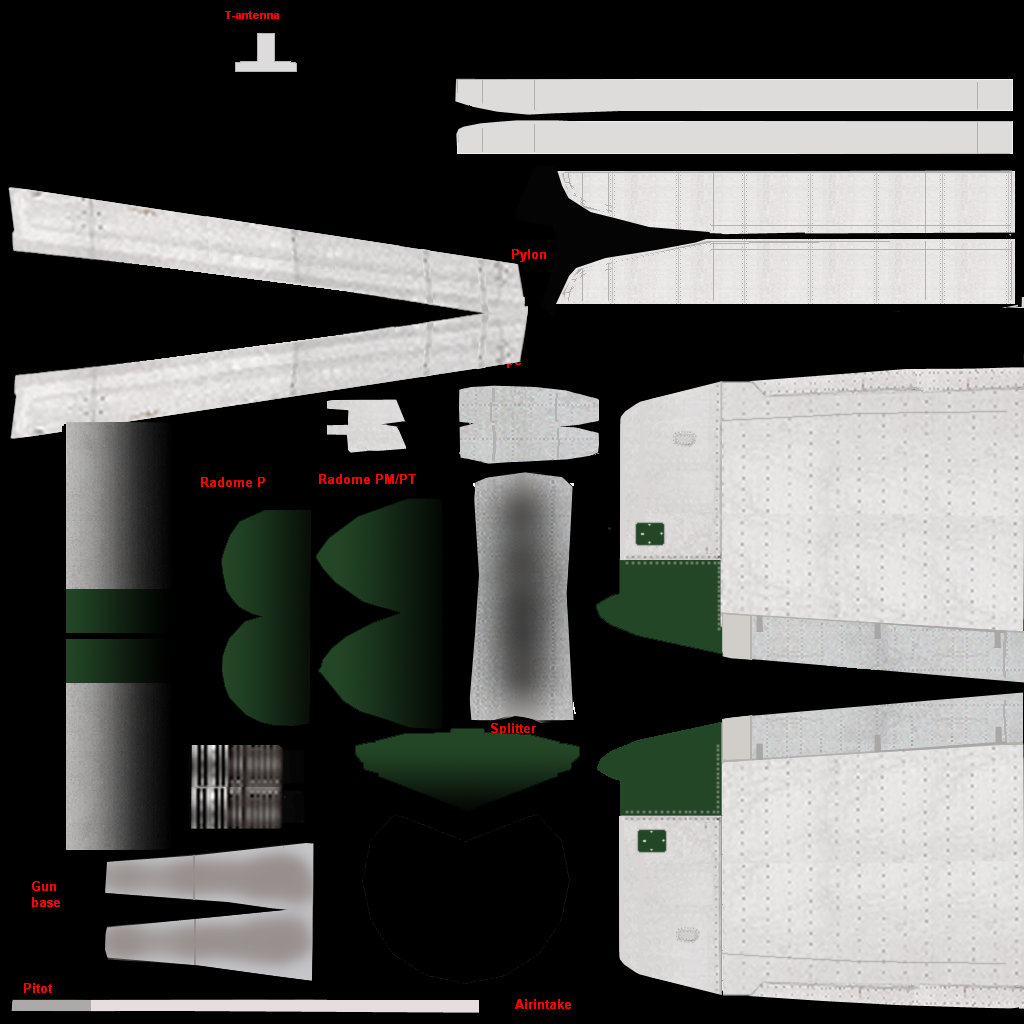 T-antenna
Pylon
Radome P
Radome PM/PT
Splitter
Gun
base
Pitot
Airintake